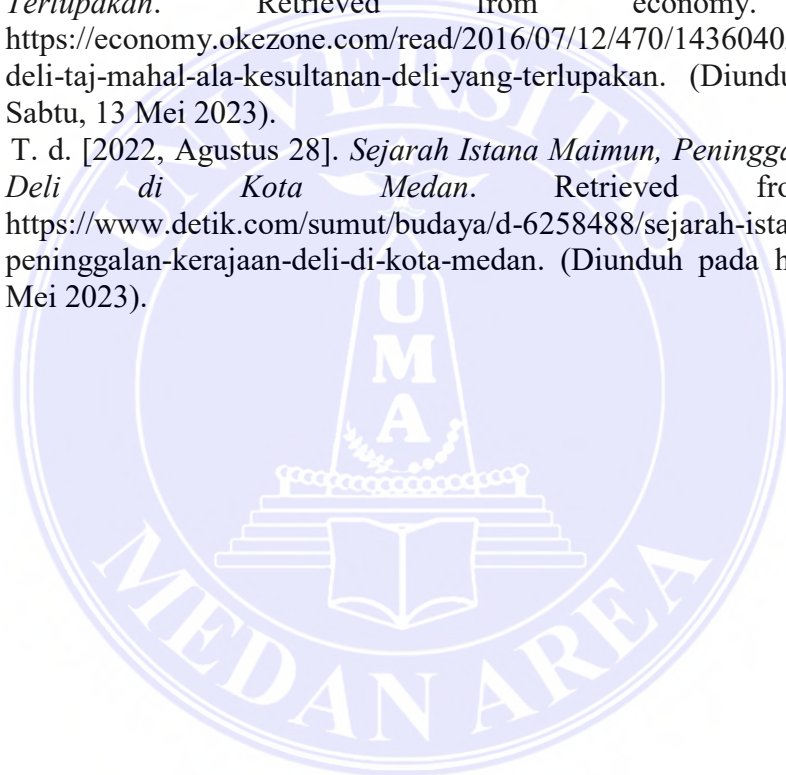 Terlupakan. Retrieved from economy.
https://economy.okezone.com/read/2016/07/12/470/1436040
deli-taj-mahal-ala-kesultanan-deli-yang-terlupakan. (Diundu
Sabtu, 13 Mei 2023).
T. d. [2022, Agustus 28]. Sejarah Istana Maimun, Pening
Deli di Kota Medan. Retrieved fro
https://www.detik.com/sumut/budaya/d-6258488/sejarah-ista
peninggalan-kerajaan-deli-di-kota-medan. (Diunduh pada h
Mei 2023).
UNIVERSITAS
UMA
MEDAN AREA